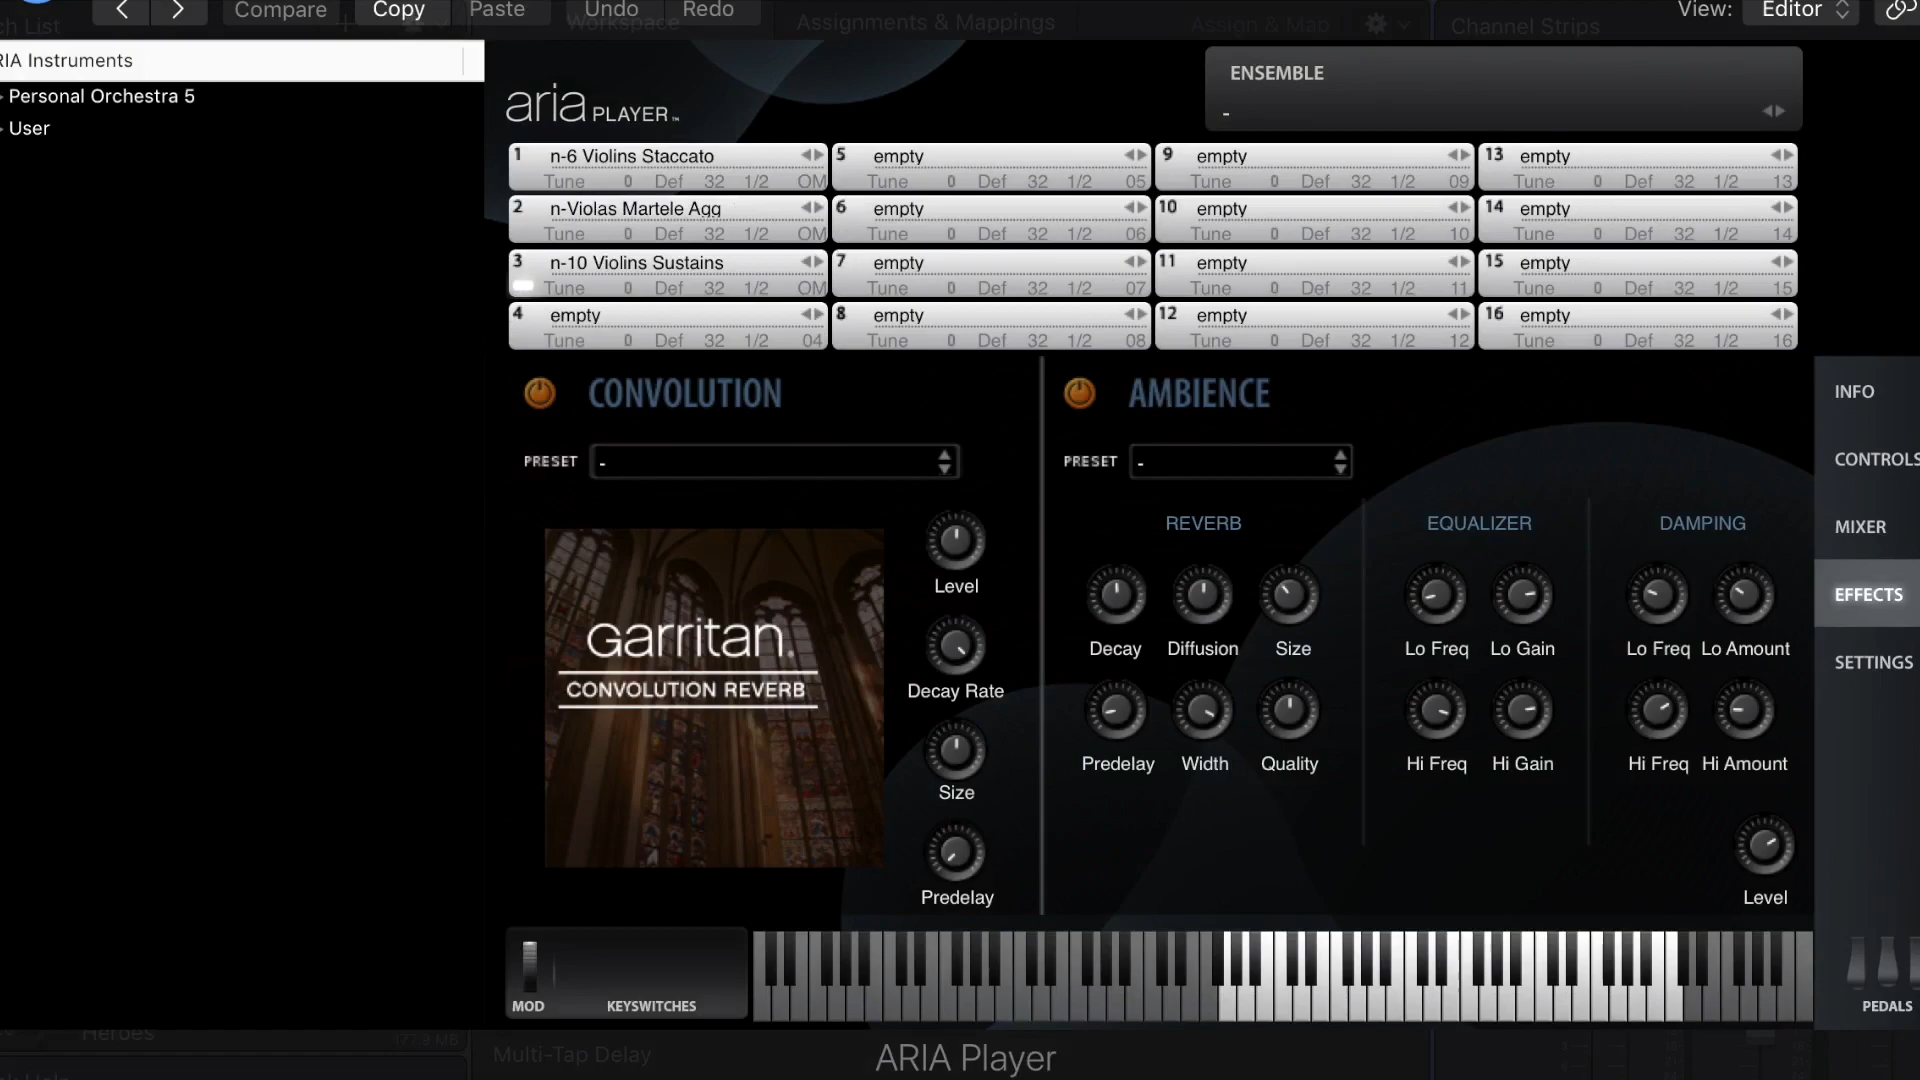 Compare
Copy
Paste
Undo
Redo
View:
Editor
Workspace
Assignments & Mappings
Assign & Map
Channel Strips
ch List
RIA Instruments
Personal Orchestra 5
User
aria PLAYER™
ENSEMBLE
-
1 n-6 Violins Staccato
Tune 0 Def 32 1/2 OM
5 empty
Tune 0 Def 32 1/2 05
9 empty
Tune 0 Def 32 1/2 09
13 empty
Tune 0 Def 32 1/2 13
2 n-Violas Martele Agg
Tune 0 Def 32 1/2 OM
6 empty
Tune 0 Def 32 1/2 06
10 empty
Tune 0 Def 32 1/2 10
14 empty
Tune 0 Def 32 1/2 14
3 n-10 Violins Sustains
Tune 0 Def 32 1/2 OM
7 empty
Tune 0 Def 32 1/2 07
11 empty
Tune 0 Def 32 1/2 11
15 empty
Tune 0 Def 32 1/2 15
4 empty
Tune 0 Def 32 1/2 04
8 empty
Tune 0 Def 32 1/2 08
12 empty
Tune 0 Def 32 1/2 12
16 empty
Tune 0 Def 32 1/2 16
CONVOLUTION
PRESET -
Garritan.
CONVOLUTION REVERB
Level
Decay Rate
Size
Predelay
AMBIENCE
PRESET -
REVERB
Decay Diffusion Size
Predelay Width Quality
EQUALIZER
Lo Freq Lo Gain
Hi Freq Hi Gain
DAMPING
Lo Freq Lo Amount
Hi Freq Hi Amount
Level
INFO
CONTROLS
MIXER
EFFECTS
SETTINGS
MOD
KEYSWITCHES
PEDALS
Heroes
177.9 MB
Multi-Tap Delay
ARIA Player